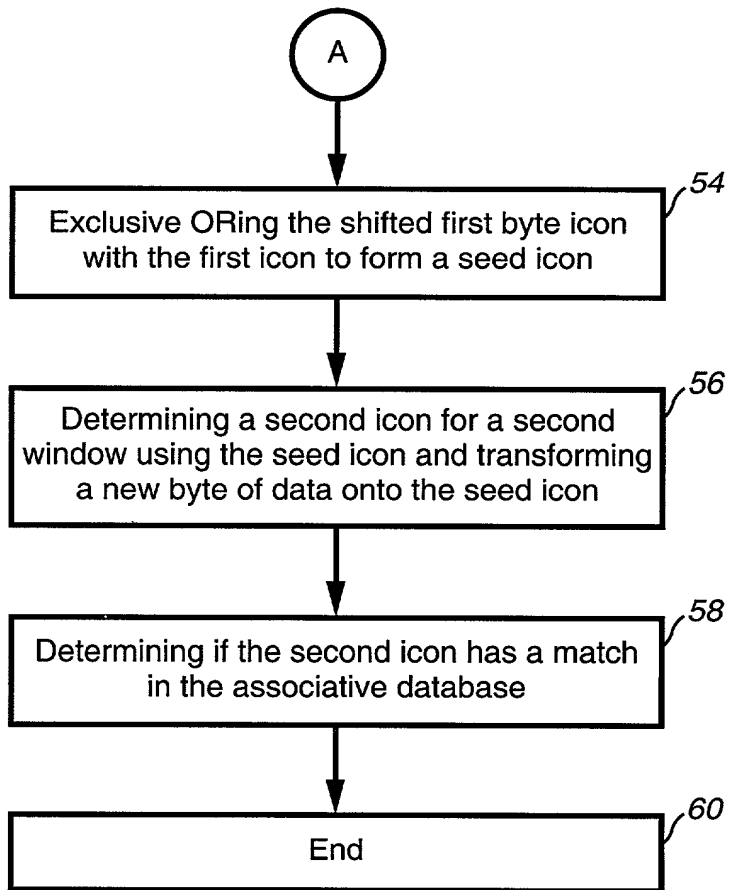 A
54
Exclusive ORing the shifted first byte icon
with the first icon to form a seed icon
56
Determining a second icon for a second
window using the seed icon and transforming
a new byte of data onto the seed icon
58
Determining if the second icon has a match
in the associative database
60
End